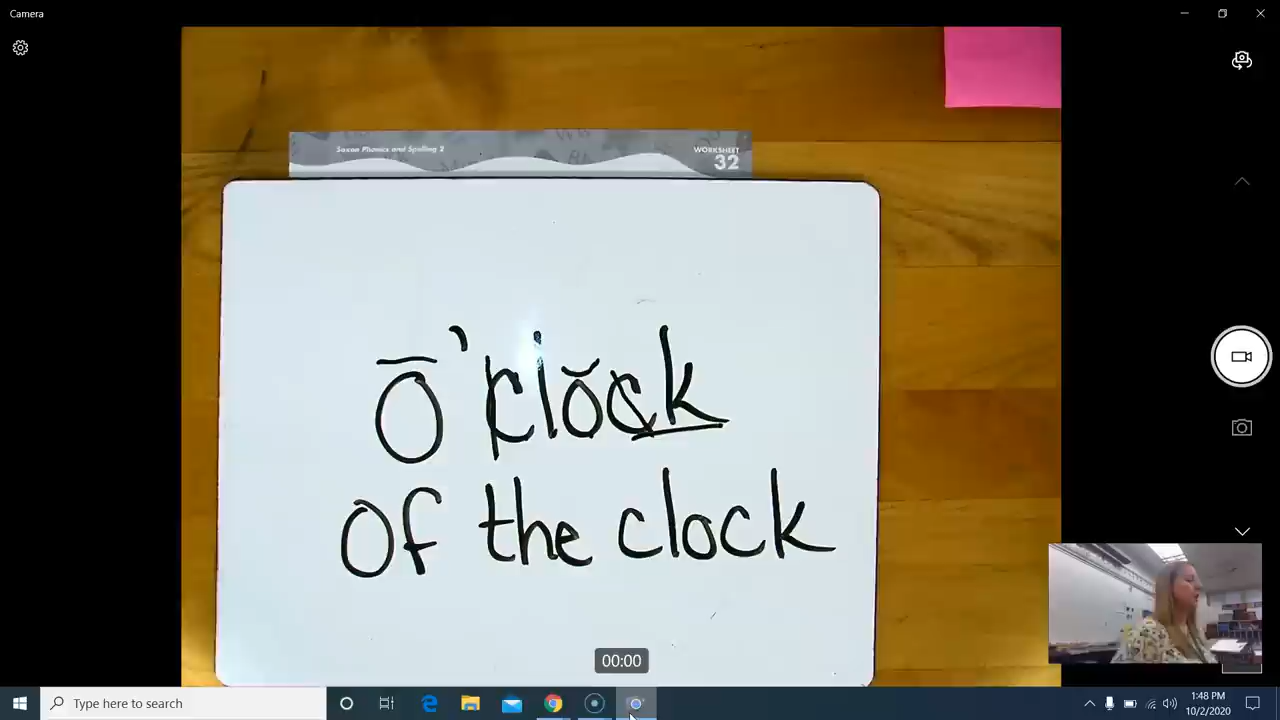 Camera
Saxon Phonics and Spelling 2
WORKSHEET
32
ō'clŏck
of the clock
00:00
Type here to search
1:48 PM
10/2/2020